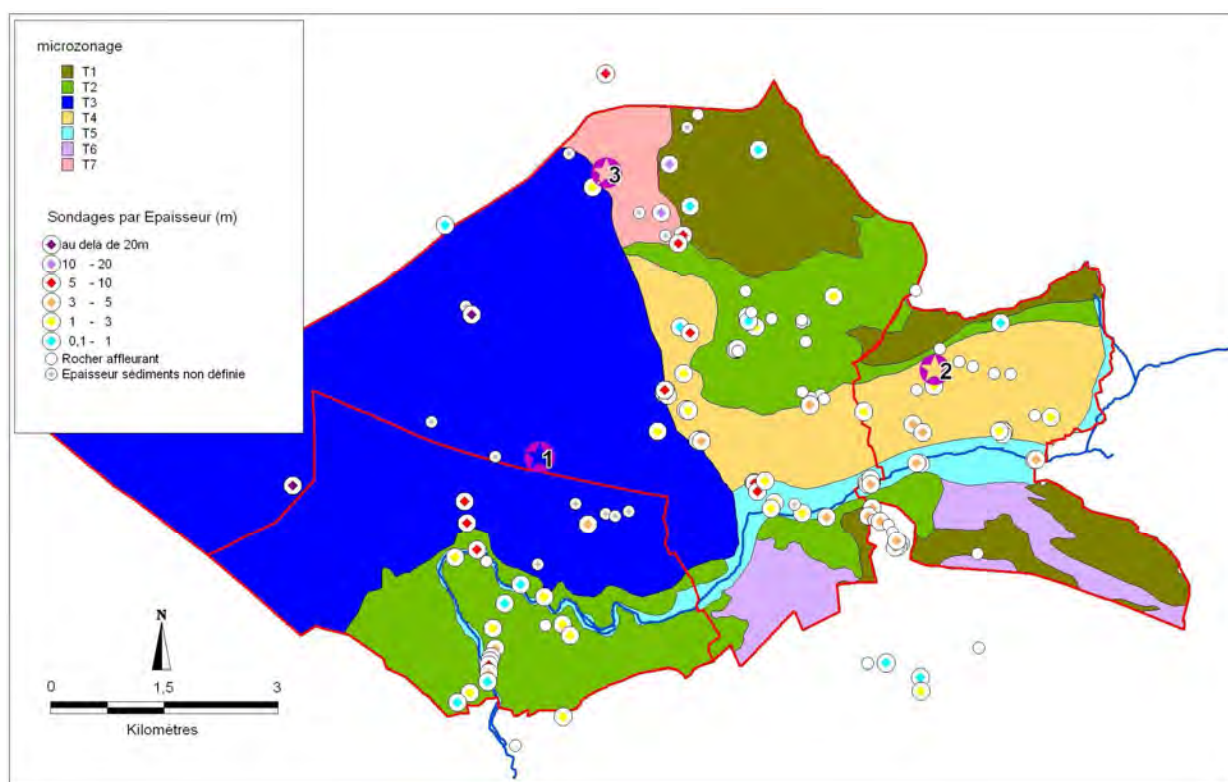 microzonage
T1
T2
T3
T4
T5
T6
T7
Sondages par Epaisseur (m)
au delà de 20m
10 - 20
5 - 10
3 - 5
1 - 3
0,1 - 1
Rocher affleurant
Epaisseur sédiments non définie
3
2
1
N
0 1,5 3
Kilomètres